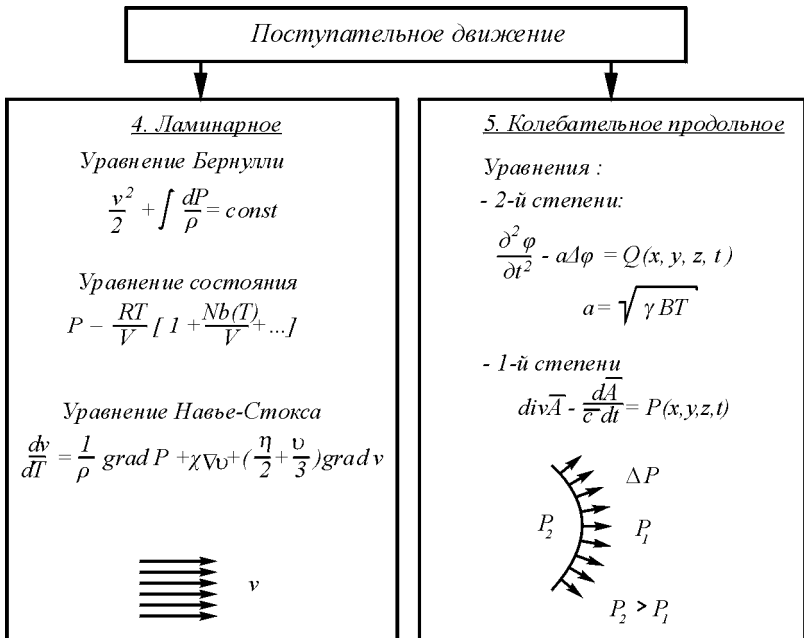 Поступательное движение
4. Ламинарное
Уравнение Бернулли
v²/2 + ∫ dP/ρ = const
Уравнение состояния
P − RT/V [ 1 + Nb(T)/V + ...]
Уравнение Навье-Стокса
dv/dT = 1/ρ grad P + χ∇υ + (η/2 + υ/3) grad v
v
5. Колебательное продольное
Уравнения :
- 2-й степени:
∂²φ/∂t² - aΔφ = Q(x, y, z, t)
a = √γBT
- 1-й степени
divA̅ - dA̅/c̅dt = P(x,y,z,t)
ΔP
P₂ P₁
P₂ > P₁